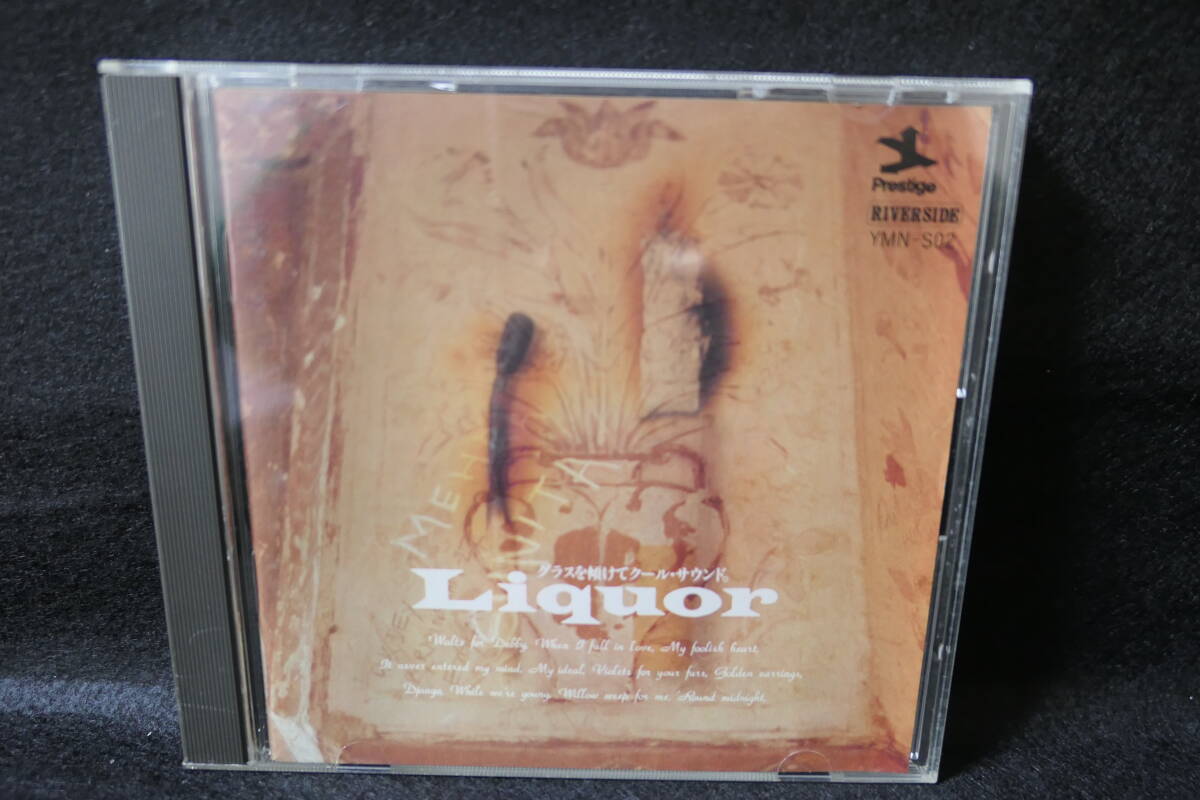 Prestige
RIVERSIDE
YMN-S02
MEH
VITA
グラスを傾けてクール・サウンド。
Liquor
Waltz for Debby, When I fall in love, My foolish heart,
It never entered my mind, My ideal, Violets for your furs, Golden earrings,
Django, While we're young, Willow weep for me, 'Round midnight,